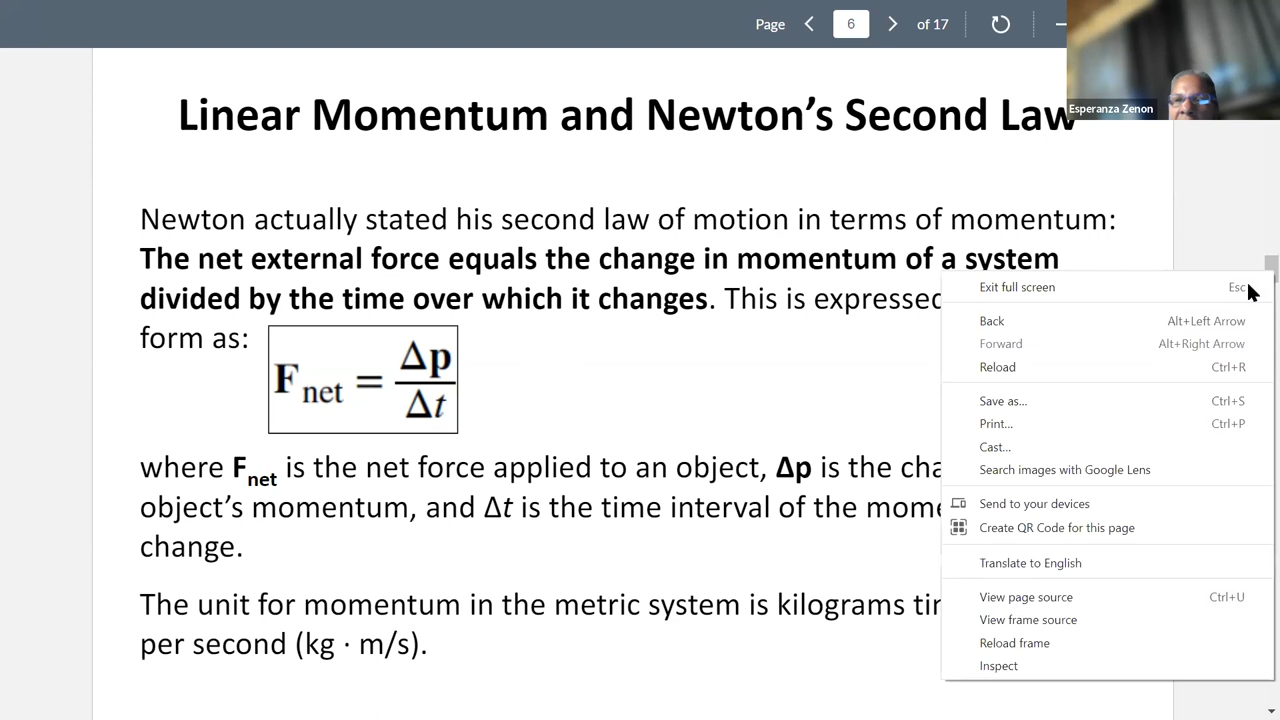 Page 6 of 17
Esperanza Zenon
Linear Momentum and Newton's Second Law
Newton actually stated his second law of motion in terms of momentum:
The net external force equals the change in momentum of a system
divided by the time over which it changes. This is expressed
form as:
F net = Δp / Δt
where Fnet is the net force applied to an object, Δp is the cha
object's momentum, and Δt is the time interval of the mome
change.
The unit for momentum in the metric system is kilograms tim
per second (kg · m/s).
Exit full screen Esc
Back Alt+Left Arrow
Forward Alt+Right Arrow
Reload Ctrl+R
Save as... Ctrl+S
Print... Ctrl+P
Cast...
Search images with Google Lens
Send to your devices
Create QR Code for this page
Translate to English
View page source Ctrl+U
View frame source
Reload frame
Inspect